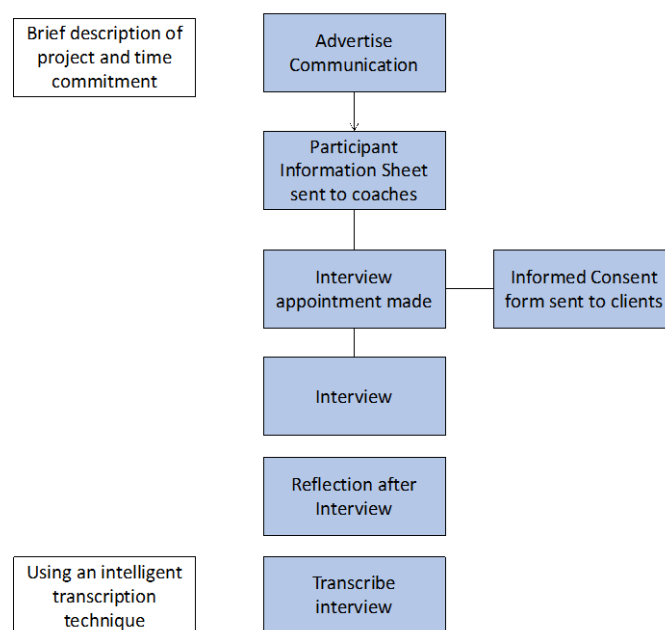 Brief description of
project and time
commitment
Advertise
Communication
Participant
Information Sheet
sent to coaches
Interview
appointment made
Informed Consent
form sent to clients
Interview
Reflection after
Interview
Using an intelligent
transcription
technique
Transcribe
interview